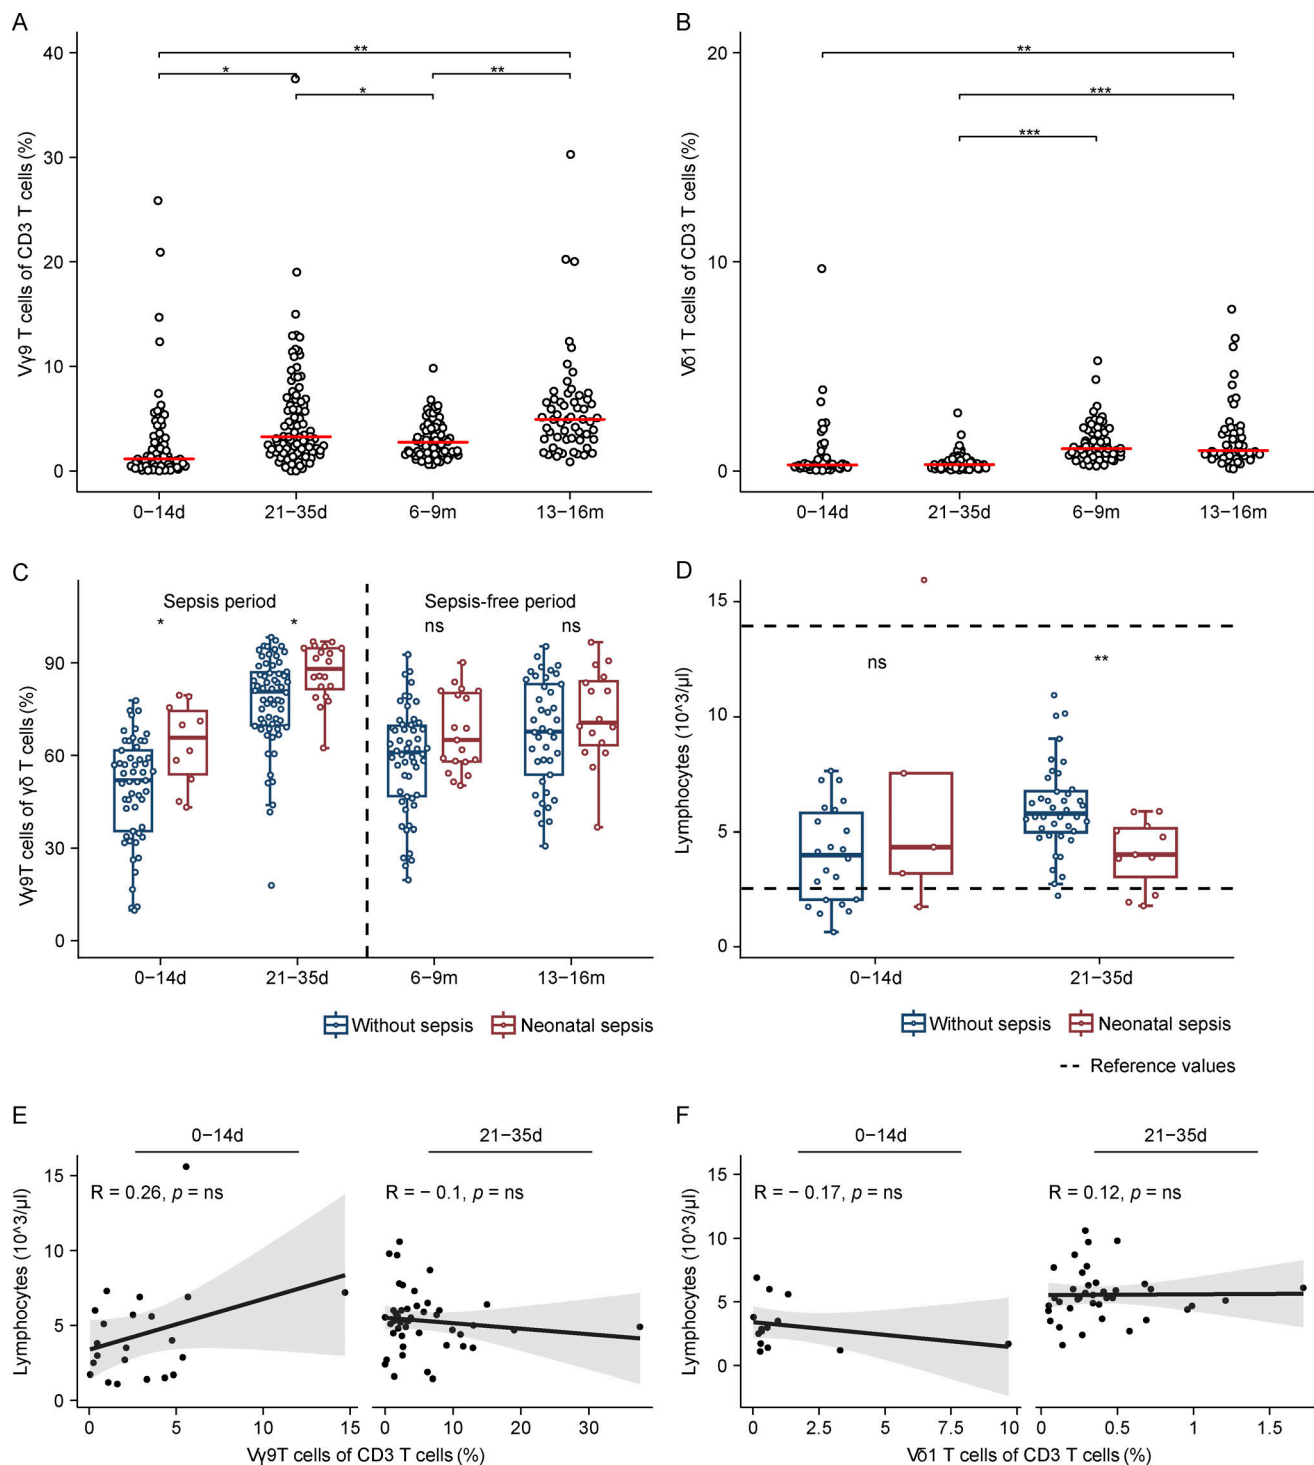 A
B
**
*
**
*
40
30
20
10
0
Vγ9 T cells of CD3 T cells (%)
0−14d
21−35d
6−9m
13−16m
**
***
***
20
10
0
Vδ1 T cells of CD3 T cells (%)
0−14d
21−35d
6−9m
13−16m
C
Sepsis period
Sepsis-free period
*
*
ns
ns
90
60
30
0
Vγ9T cells of γδ T cells (%)
0−14d
21−35d
6−9m
13−16m
Without sepsis
Neonatal sepsis
D
15
10
5
0
Lymphocytes (10^3/µl)
ns
**
0−14d
21−35d
Without sepsis
Neonatal sepsis
Reference values
E
0−14d
21−35d
R = 0.26, p = ns
R = − 0.1, p = ns
15
10
5
0
Lymphocytes (10^3/µl)
0
5
10
15
0
10
20
30
Vγ9T cells of CD3 T cells (%)
F
0−14d
21−35d
R = − 0.17, p = ns
R = 0.12, p = ns
15
10
5
0
Lymphocytes (10^3/µl)
0
2.5
5
7.5
10
0
0.5
1
1.5
Vδ1 T cells of CD3 T cells (%)